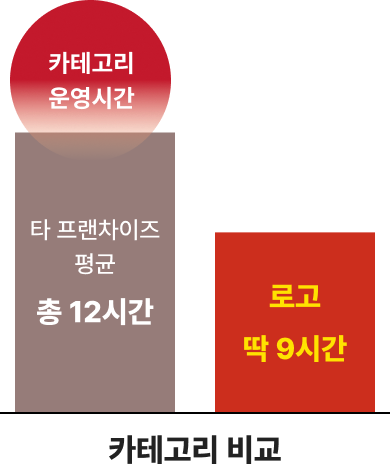 카테고리
운영시간
타 프랜차이즈
평균
총 12시간
로고
딱 9시간
카테고리 비교